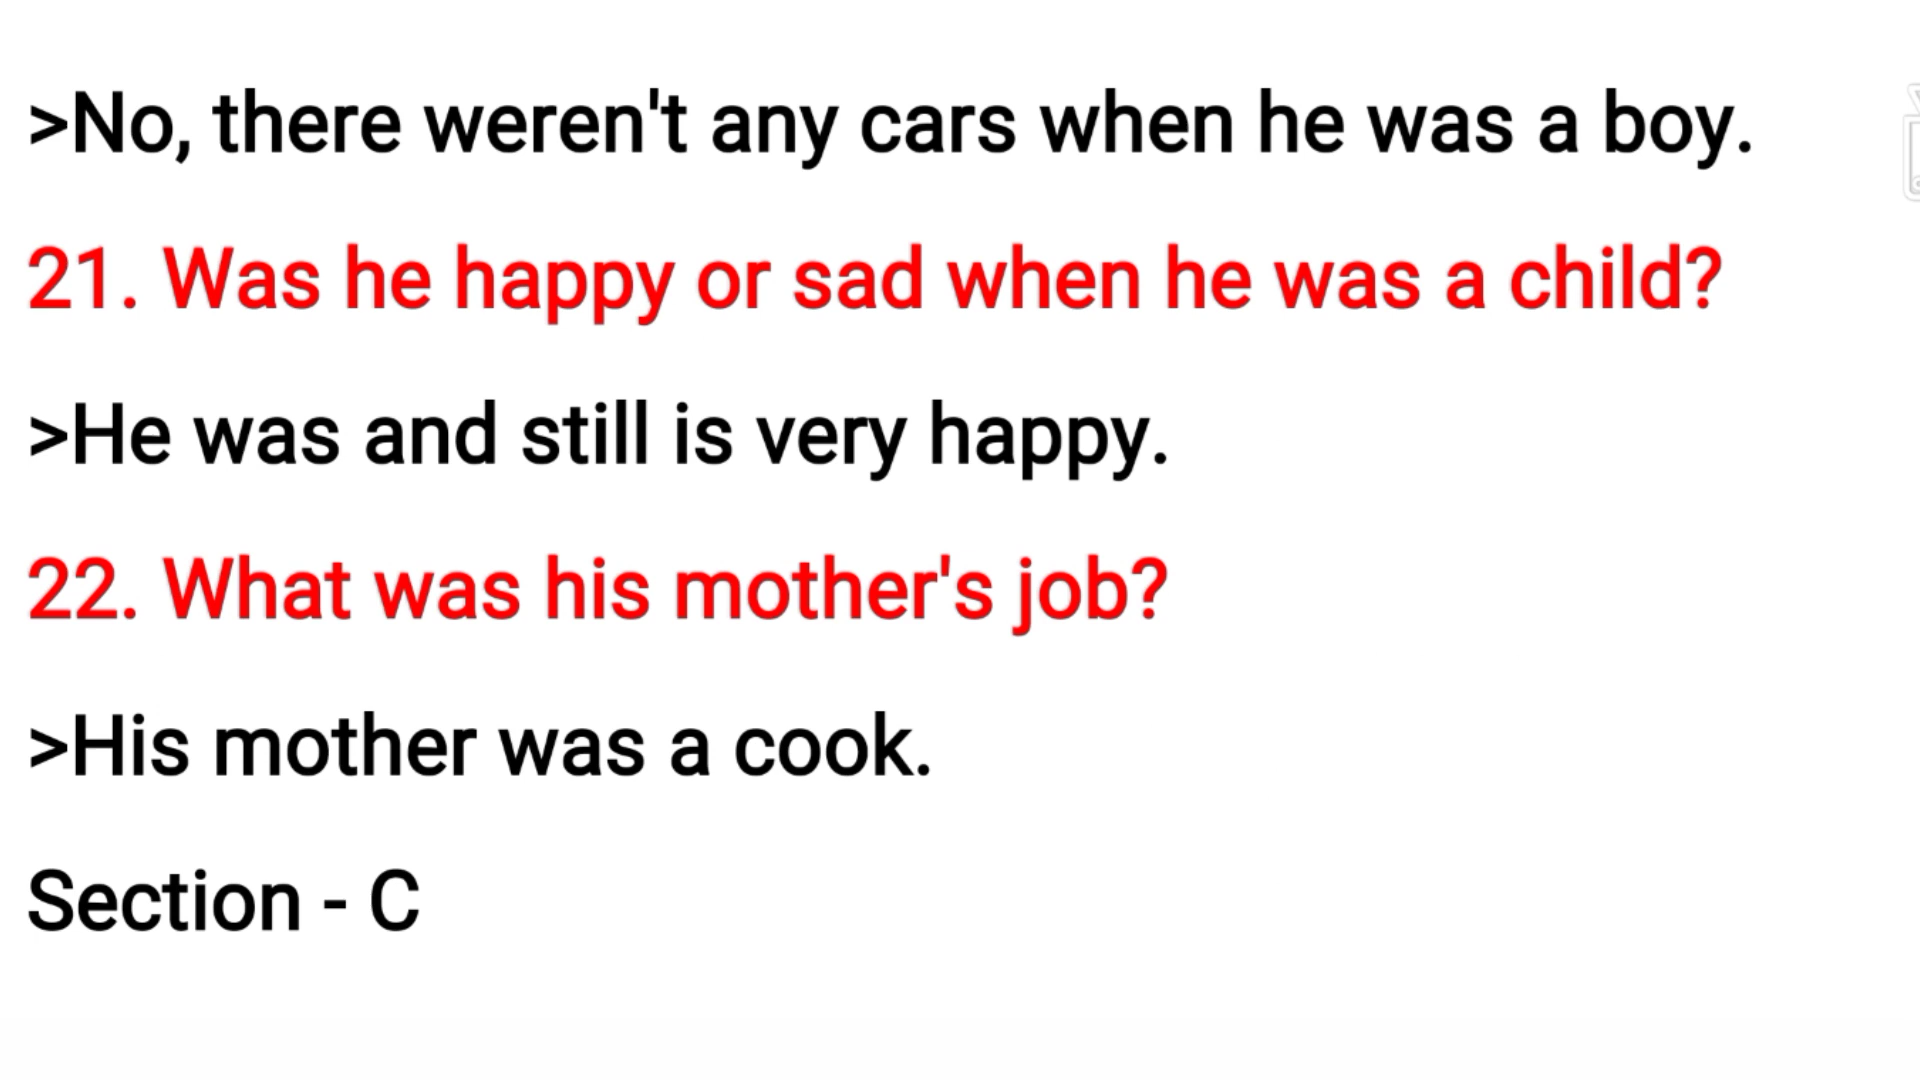 >No, there weren't any cars when he was a boy.
21. Was he happy or sad when he was a child?
>He was and still is very happy.
22. What was his mother's job?
>His mother was a cook.
Section - C